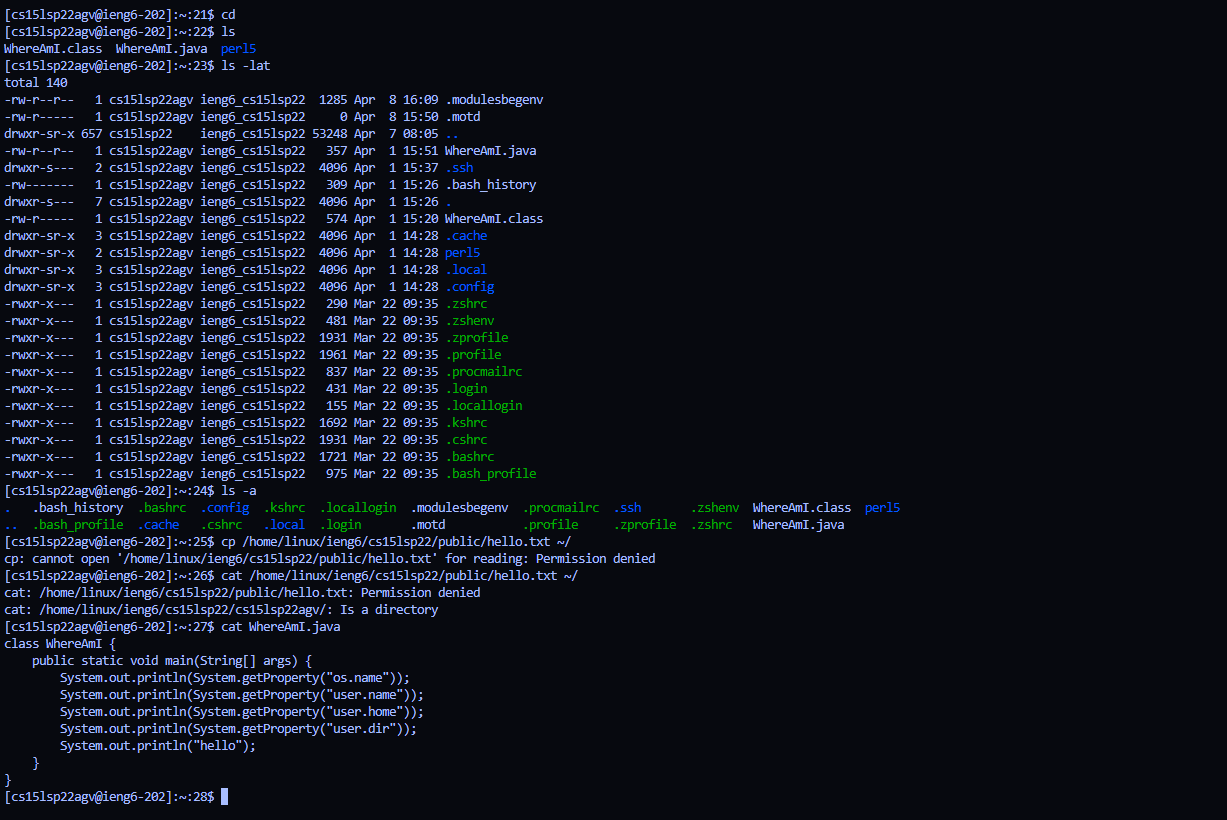 [cs15lsp22agv@ieng6-202]:~:21$ cd
[cs15lsp22agv@ieng6-202]:~:22$ ls
WhereAmI.class  WhereAmI.java  perl5
[cs15lsp22agv@ieng6-202]:~:23$ ls -lat
total 140
-rw-r--r--   1 cs15lsp22agv ieng6_cs15lsp22  1285 Apr  8 16:09 .modulesbegenv
-rw-r-----   1 cs15lsp22agv ieng6_cs15lsp22     0 Apr  8 15:50 .motd
drwxr-sr-x 657 cs15lsp22    ieng6_cs15lsp22 53248 Apr  7 08:05 ..
-rw-r--r--   1 cs15lsp22agv ieng6_cs15lsp22   357 Apr  1 15:51 WhereAmI.java
drwxr-s---   2 cs15lsp22agv ieng6_cs15lsp22  4096 Apr  1 15:37 .ssh
-rw-------   1 cs15lsp22agv ieng6_cs15lsp22   309 Apr  1 15:26 .bash_history
drwxr-s---   7 cs15lsp22agv ieng6_cs15lsp22  4096 Apr  1 15:26 .
-rw-r-----   1 cs15lsp22agv ieng6_cs15lsp22   574 Apr  1 15:20 WhereAmI.class
drwxr-sr-x   3 cs15lsp22agv ieng6_cs15lsp22  4096 Apr  1 14:28 .cache
drwxr-sr-x   2 cs15lsp22agv ieng6_cs15lsp22  4096 Apr  1 14:28 perl5
drwxr-sr-x   3 cs15lsp22agv ieng6_cs15lsp22  4096 Apr  1 14:28 .local
drwxr-sr-x   3 cs15lsp22agv ieng6_cs15lsp22  4096 Apr  1 14:28 .config
-rwxr-x---   1 cs15lsp22agv ieng6_cs15lsp22   290 Mar 22 09:35 .zshrc
-rwxr-x---   1 cs15lsp22agv ieng6_cs15lsp22   481 Mar 22 09:35 .zshenv
-rwxr-x---   1 cs15lsp22agv ieng6_cs15lsp22  1931 Mar 22 09:35 .zprofile
-rwxr-x---   1 cs15lsp22agv ieng6_cs15lsp22  1961 Mar 22 09:35 .profile
-rwxr-x---   1 cs15lsp22agv ieng6_cs15lsp22   837 Mar 22 09:35 .procmailrc
-rwxr-x---   1 cs15lsp22agv ieng6_cs15lsp22   431 Mar 22 09:35 .login
-rwxr-x---   1 cs15lsp22agv ieng6_cs15lsp22   155 Mar 22 09:35 .locallogin
-rwxr-x---   1 cs15lsp22agv ieng6_cs15lsp22  1692 Mar 22 09:35 .kshrc
-rwxr-x---   1 cs15lsp22agv ieng6_cs15lsp22  1931 Mar 22 09:35 .cshrc
-rwxr-x---   1 cs15lsp22agv ieng6_cs15lsp22  1721 Mar 22 09:35 .bashrc
-rwxr-x---   1 cs15lsp22agv ieng6_cs15lsp22   975 Mar 22 09:35 .bash_profile
[cs15lsp22agv@ieng6-202]:~:24$ ls -a
.   .bash_history  .bashrc  .config  .kshrc  .locallogin  .modulesbegenv  .procmailrc  .ssh       .zshenv  WhereAmI.class  perl5
..  .bash_profile  .cache   .cshrc   .local  .login       .motd           .profile     .zprofile  .zshrc   WhereAmI.java
[cs15lsp22agv@ieng6-202]:~:25$ cp /home/linux/ieng6/cs15lsp22/public/hello.txt ~/
cp: cannot open '/home/linux/ieng6/cs15lsp22/public/hello.txt' for reading: Permission denied
[cs15lsp22agv@ieng6-202]:~:26$ cat /home/linux/ieng6/cs15lsp22/public/hello.txt ~/
cat: /home/linux/ieng6/cs15lsp22/public/hello.txt: Permission denied
cat: /home/linux/ieng6/cs15lsp22/cs15lsp22agv/: Is a directory
[cs15lsp22agv@ieng6-202]:~:27$ cat WhereAmI.java
class WhereAmI {
    public static void main(String[] args) {
        System.out.println(System.getProperty("os.name"));
        System.out.println(System.getProperty("user.name"));
        System.out.println(System.getProperty("user.home"));
        System.out.println(System.getProperty("user.dir"));
        System.out.println("hello");
    }
}
[cs15lsp22agv@ieng6-202]:~:28$